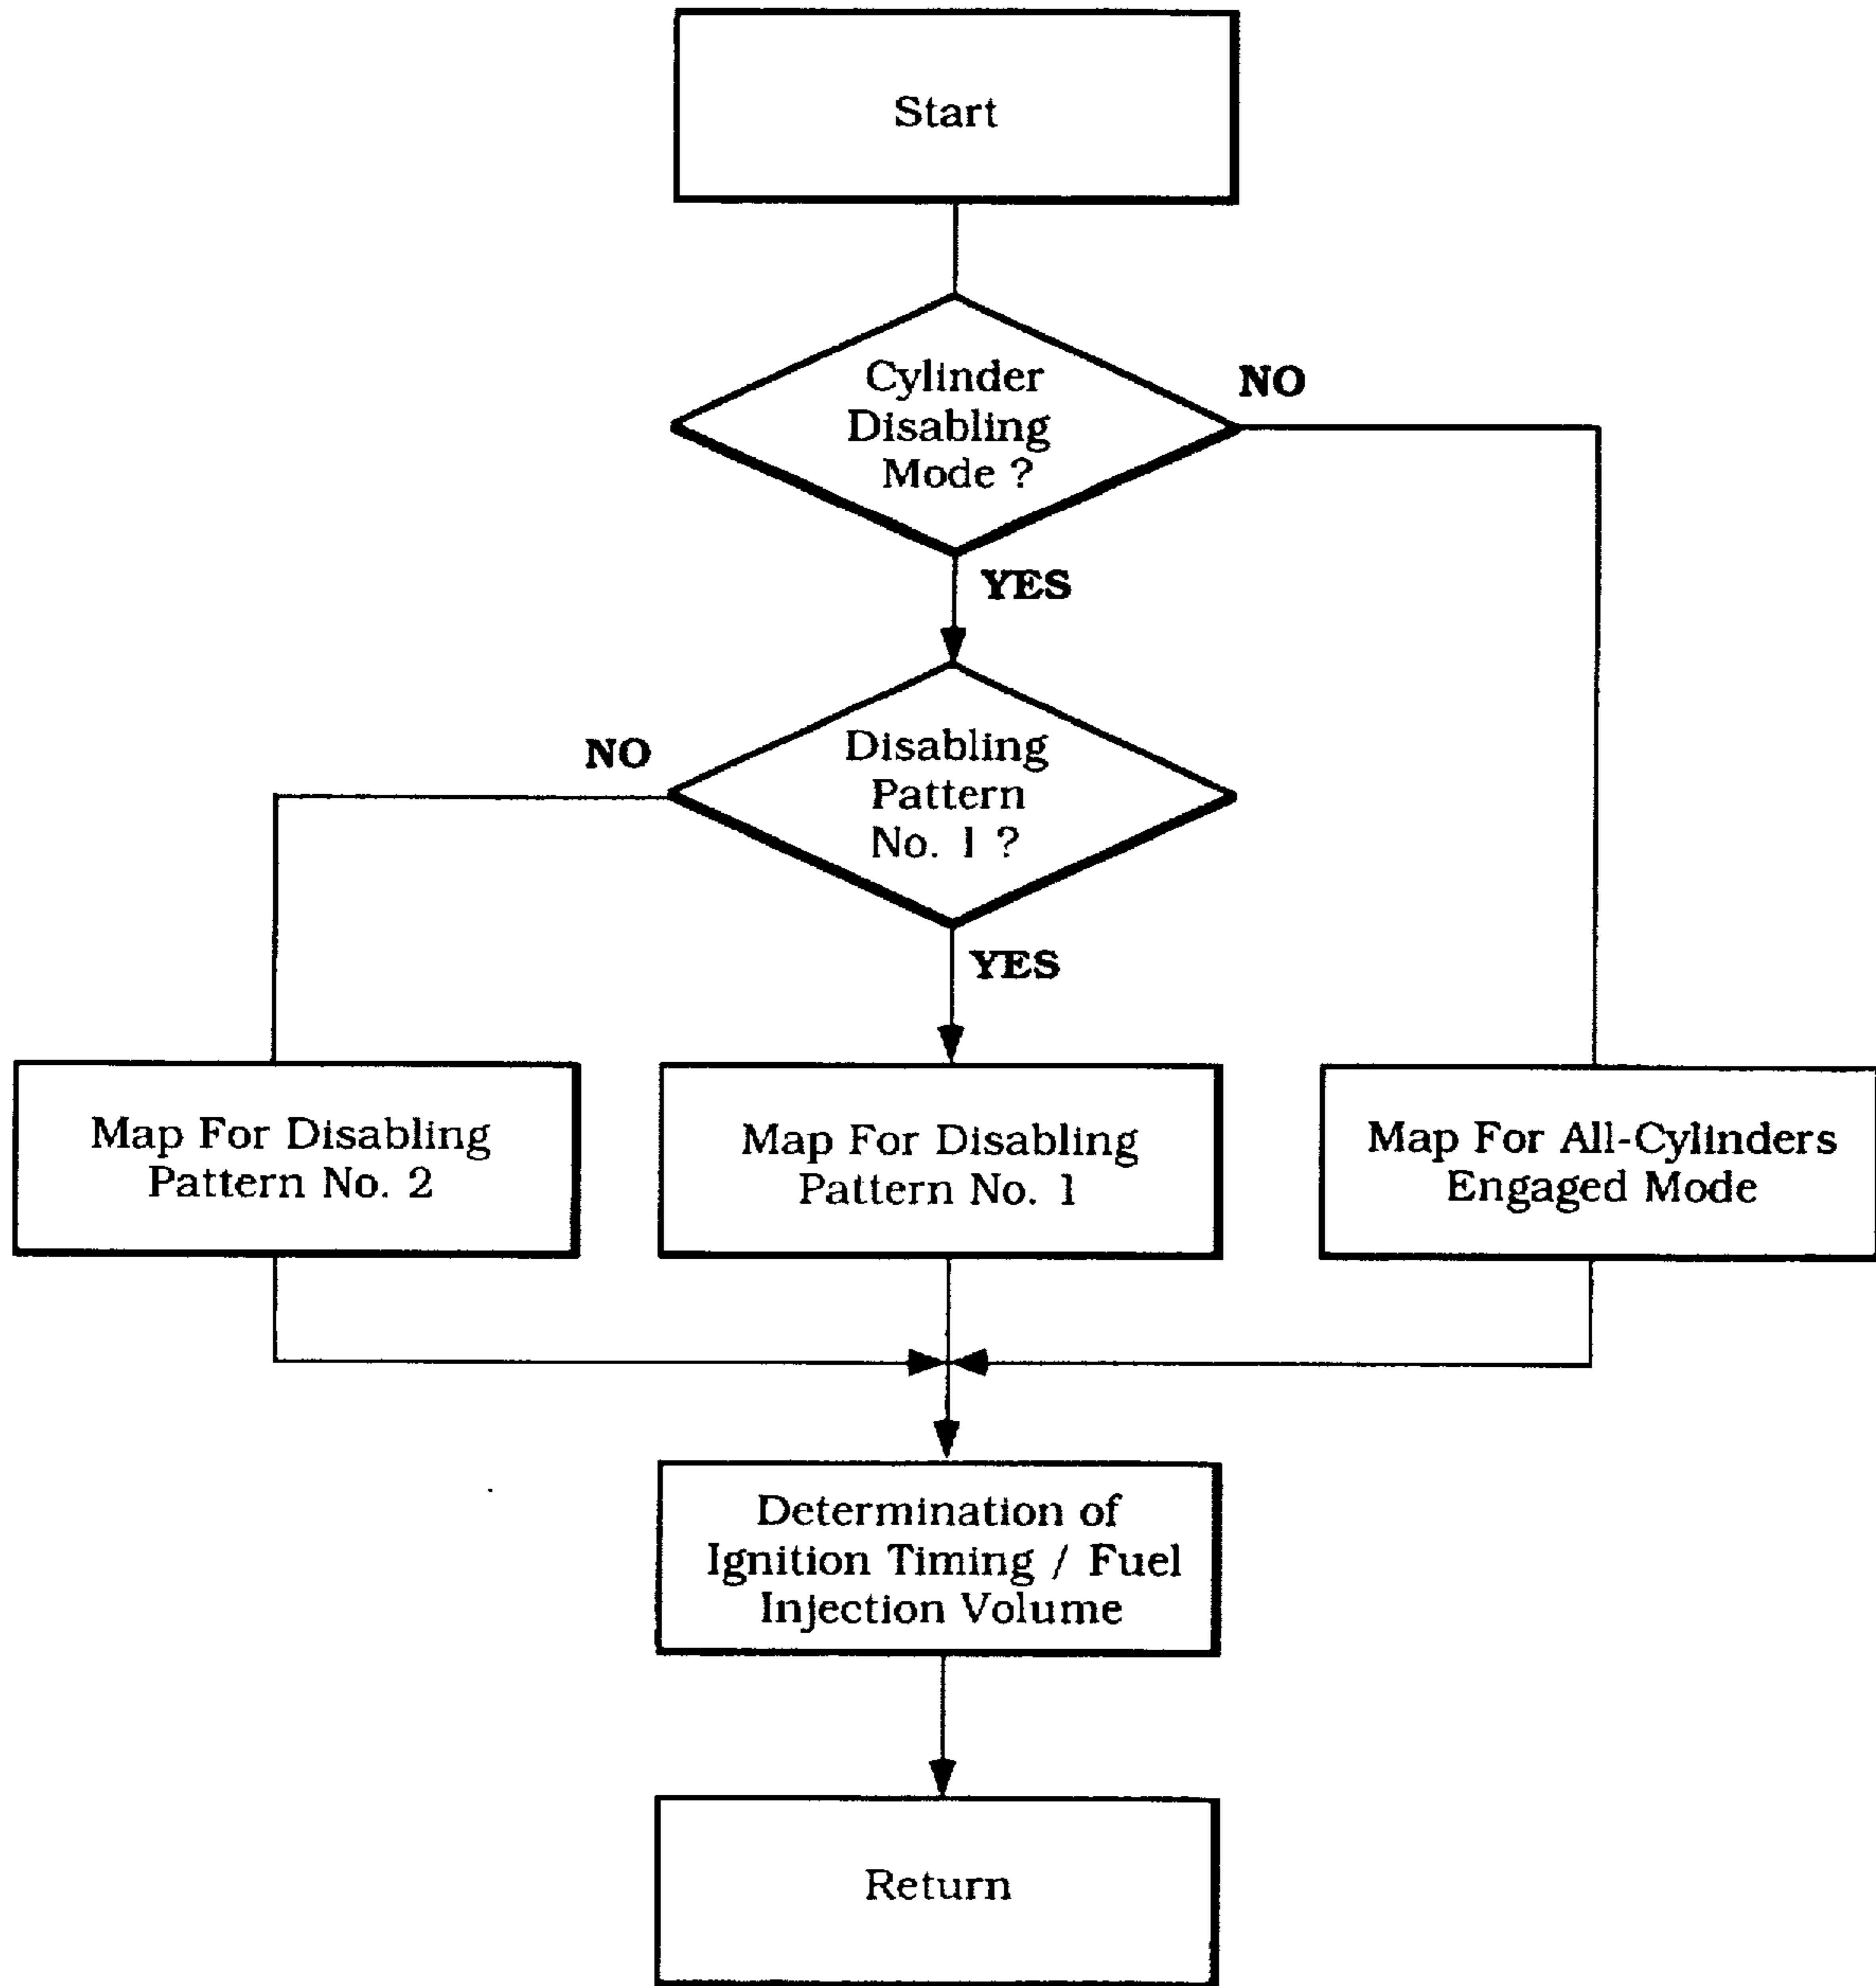 Start
Cylinder
Disabling
Mode ?
NO
YES
Disabling
Pattern
No. 1 ?
NO
YES
Map For Disabling
Pattern No. 2
Map For Disabling
Pattern No. 1
Map For All-Cylinders
Engaged Mode
Determination of
Ignition Timing / Fuel
Injection Volume
Return